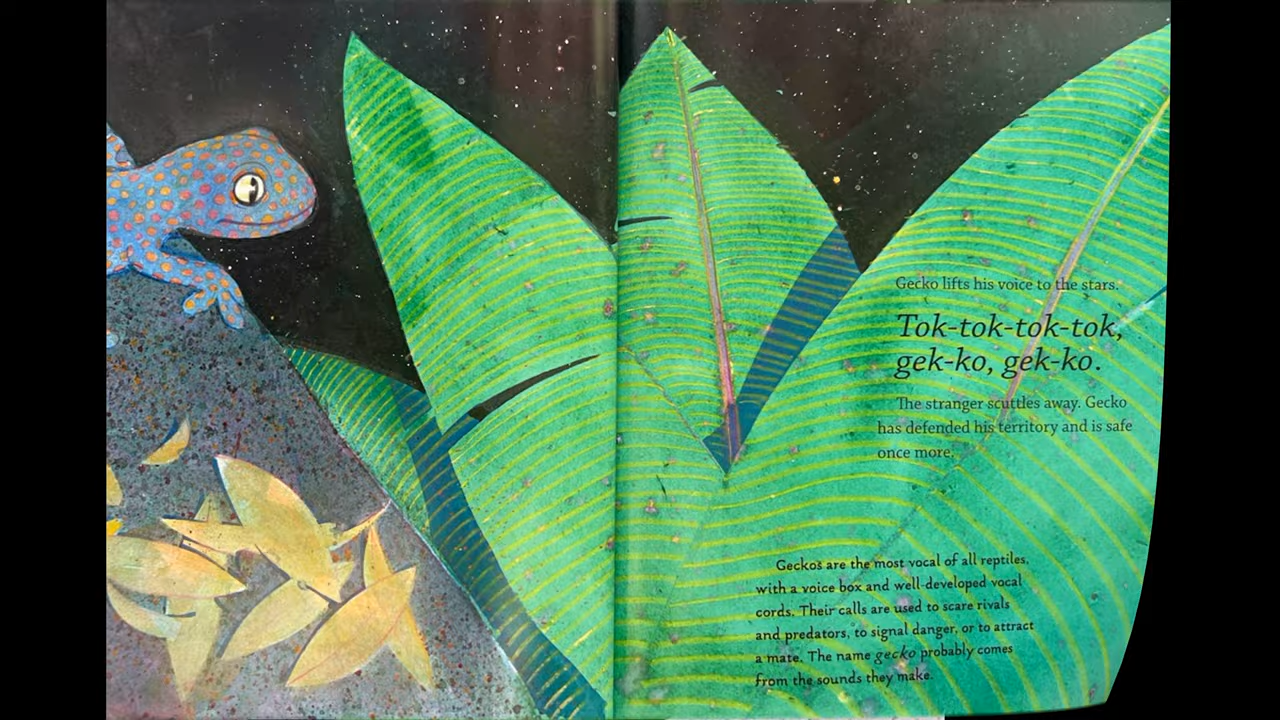 Gecko lifts his voice to the stars.
Tok-tok-tok-tok,
gek-ko, gek-ko.
The stranger scuttles away. Gecko
has defended his territory and is safe
once more.
Geckos are the most vocal of all reptiles,
with a voice box and well-developed vocal
cords. Their calls are used to scare rivals
and predators, to signal danger, or to attract
a mate. The name gecko probably comes
from the sounds they make.